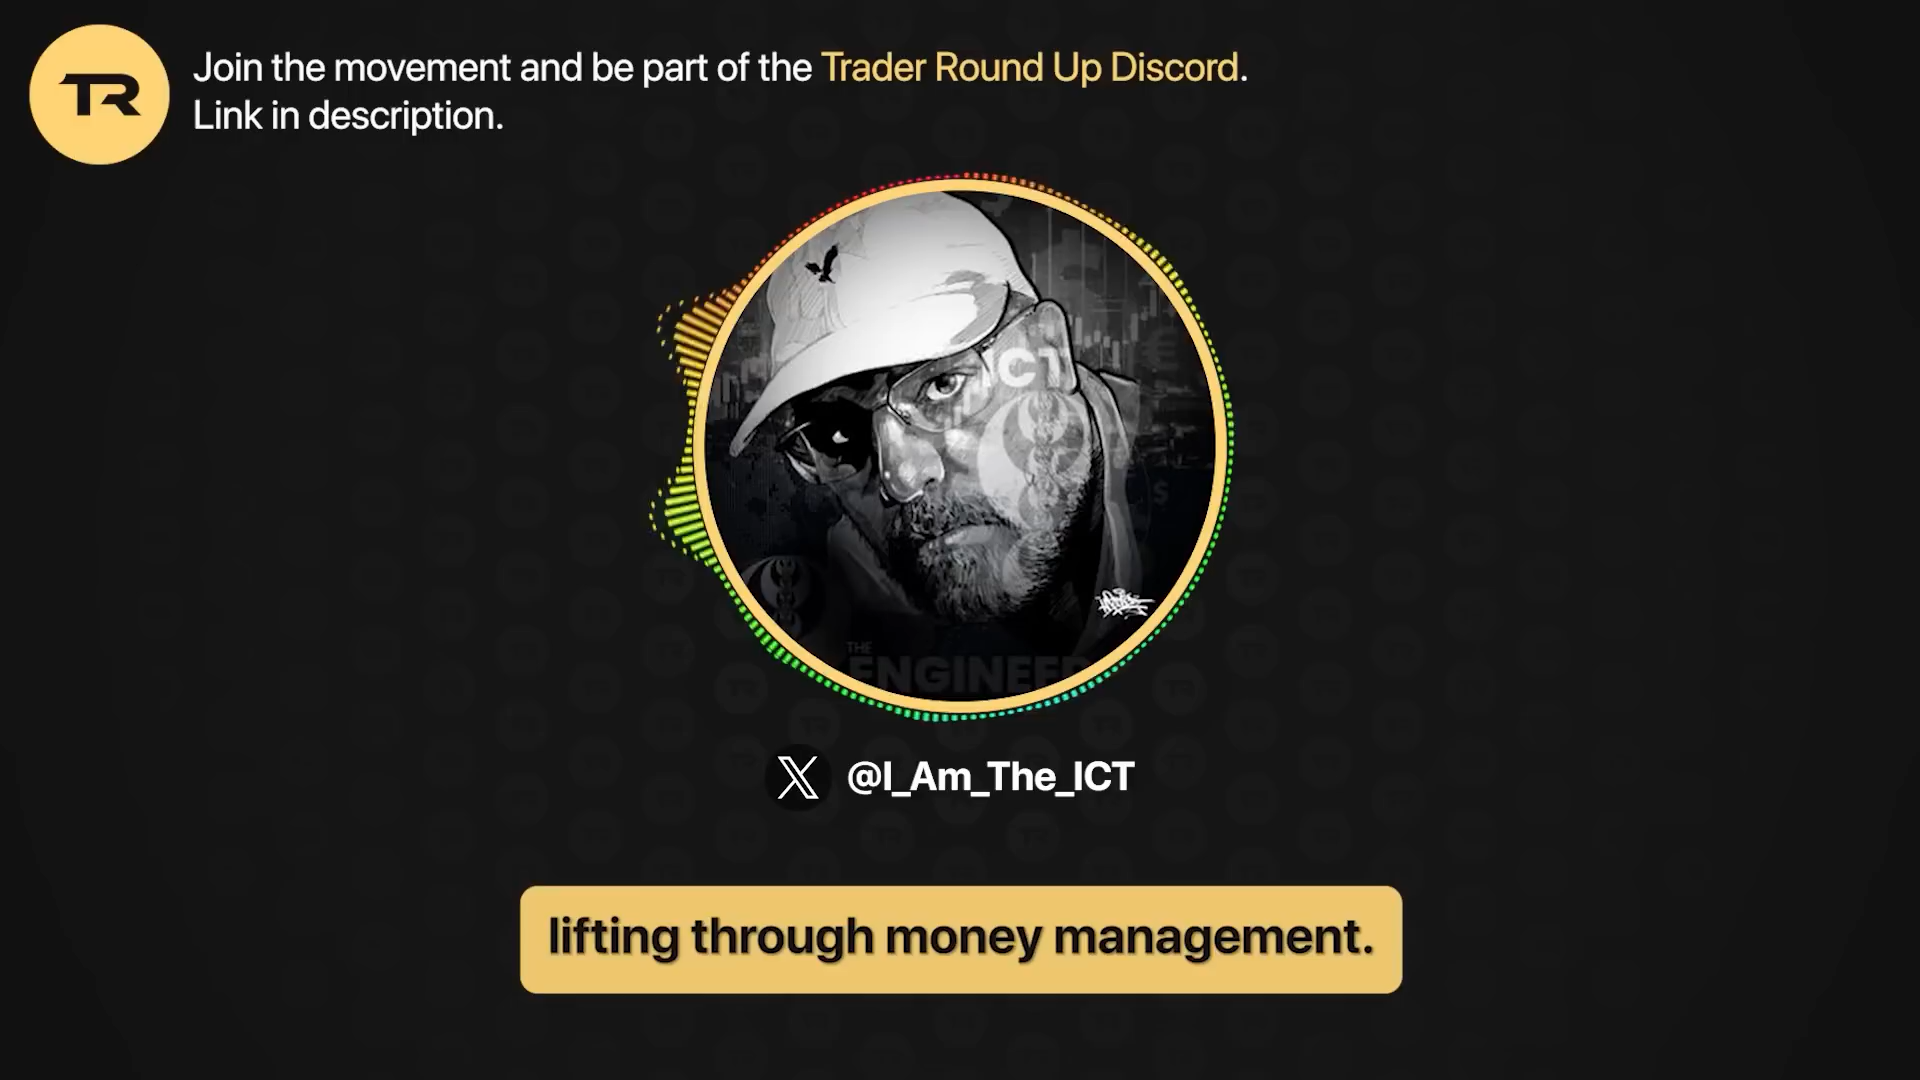 TR
Join the movement and be part of the Trader Round Up Discord.
Link in description.
ICT
THE
ENGINEER
@I_Am_The_ICT
lifting through money management.